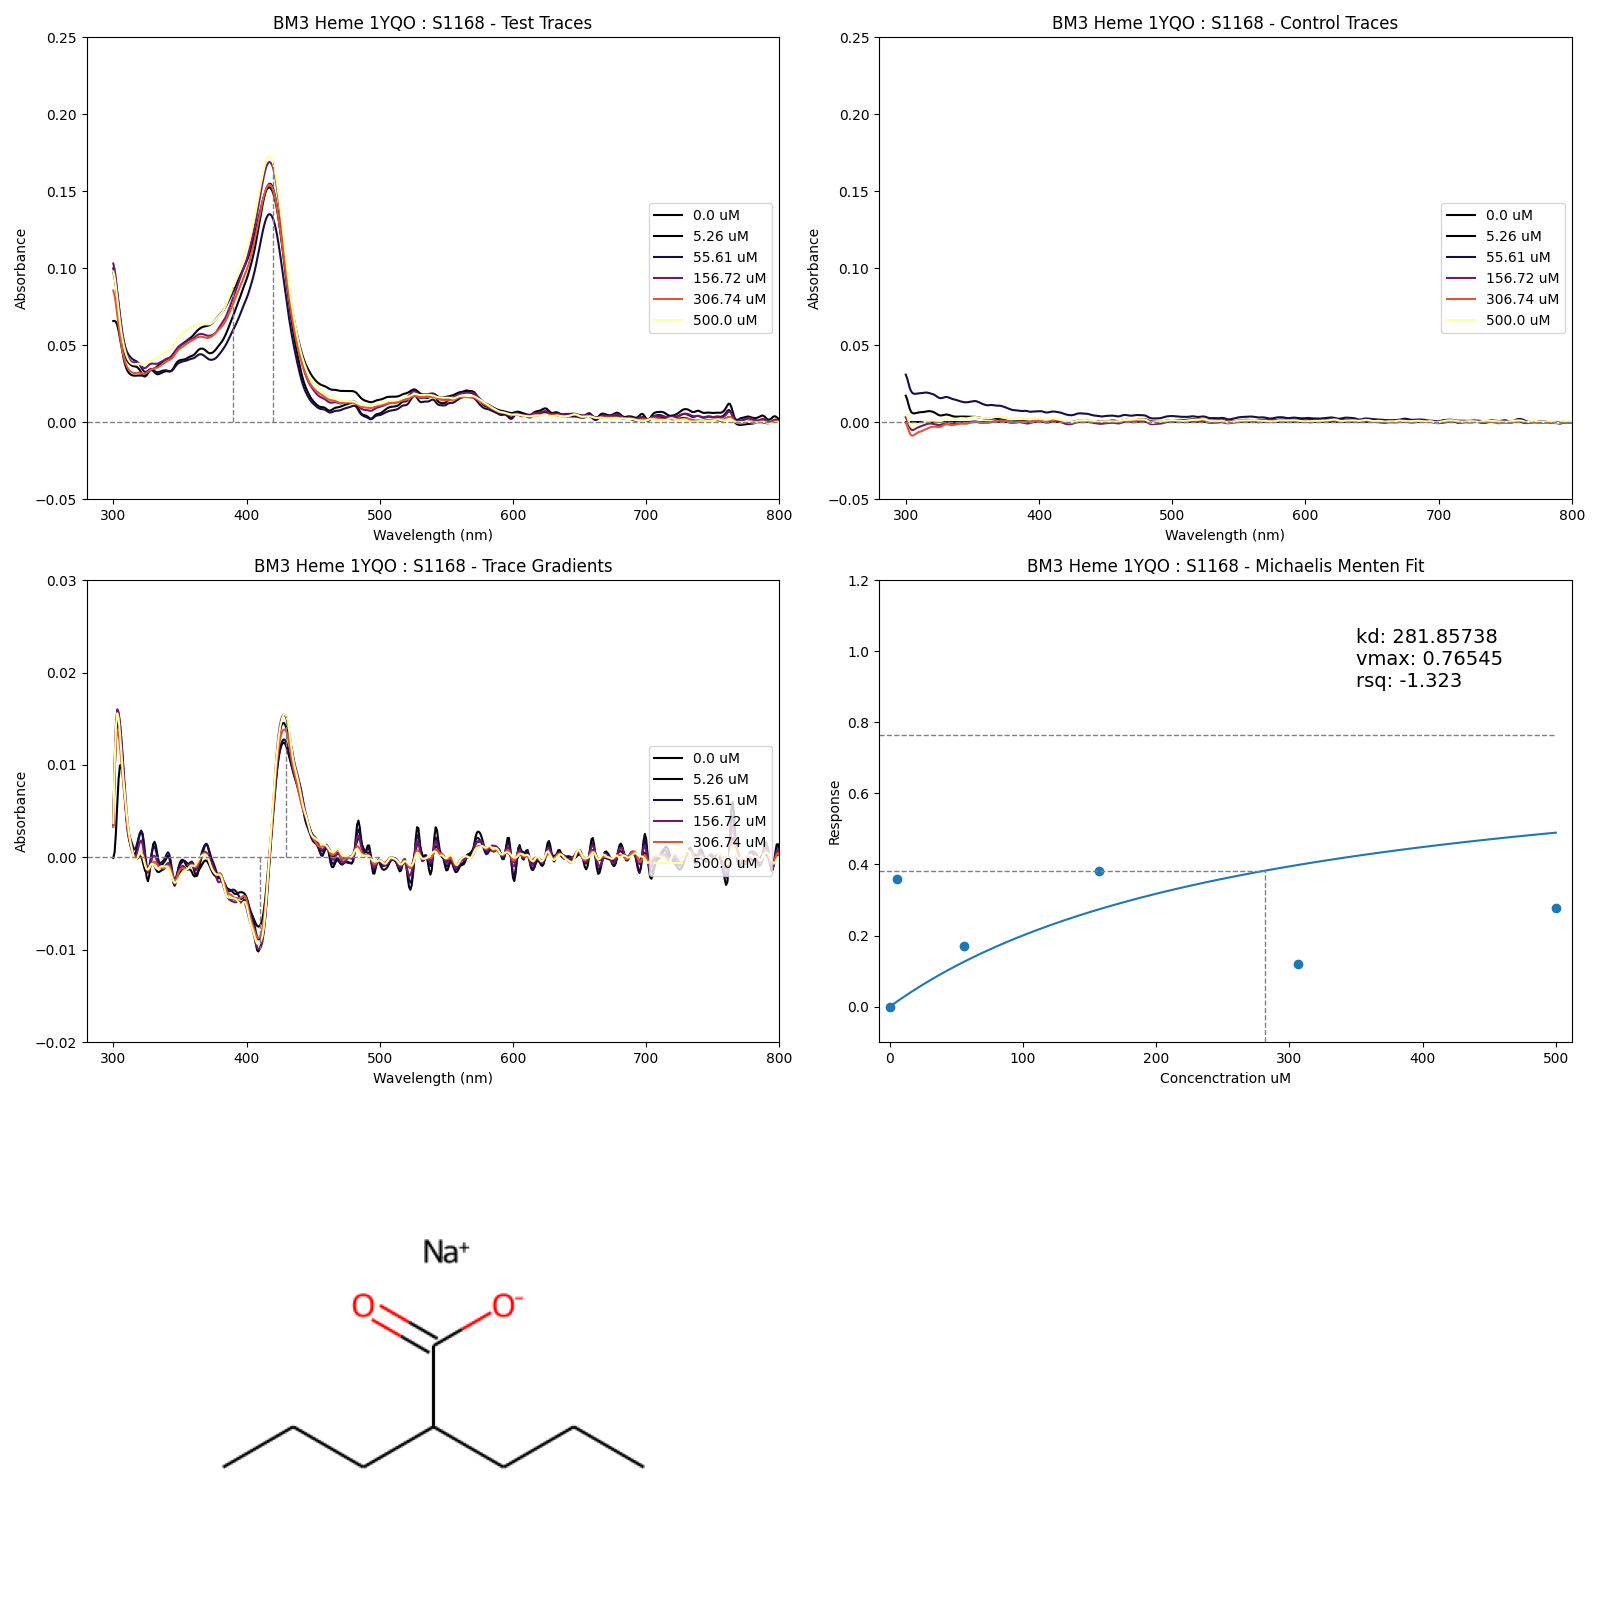 BM3 Heme 1YQO : S1168 - Test Traces
0.25
0.20
0.15
0.10
0.05
0.00
−0.05
Absorbance
300
400
500
600
700
800
Wavelength (nm)
0.0 uM
5.26 uM
55.61 uM
156.72 uM
306.74 uM
500.0 uM
BM3 Heme 1YQO : S1168 - Control Traces
0.25
0.20
0.15
0.10
0.05
0.00
−0.05
Absorbance
300
400
500
600
700
800
Wavelength (nm)
0.0 uM
5.26 uM
55.61 uM
156.72 uM
306.74 uM
500.0 uM
BM3 Heme 1YQO : S1168 - Trace Gradients
0.03
0.02
0.01
0.00
−0.01
−0.02
Absorbance
300
400
500
600
700
800
Wavelength (nm)
0.0 uM
5.26 uM
55.61 uM
156.72 uM
306.74 uM
500.0 uM
BM3 Heme 1YQO : S1168 - Michaelis Menten Fit
1.2
1.0
0.8
0.6
0.4
0.2
0.0
Response
kd: 281.85738
vmax: 0.76545
rsq: -1.323
0
100
200
300
400
500
Concenctration uM
Na⁺
O
O⁻